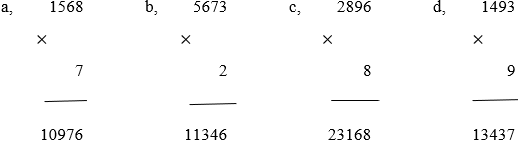 a, 1568 b, 5673 c, 2896 d, 1493
× × × ×
7 2 8 9
10976 11346 23168 13437